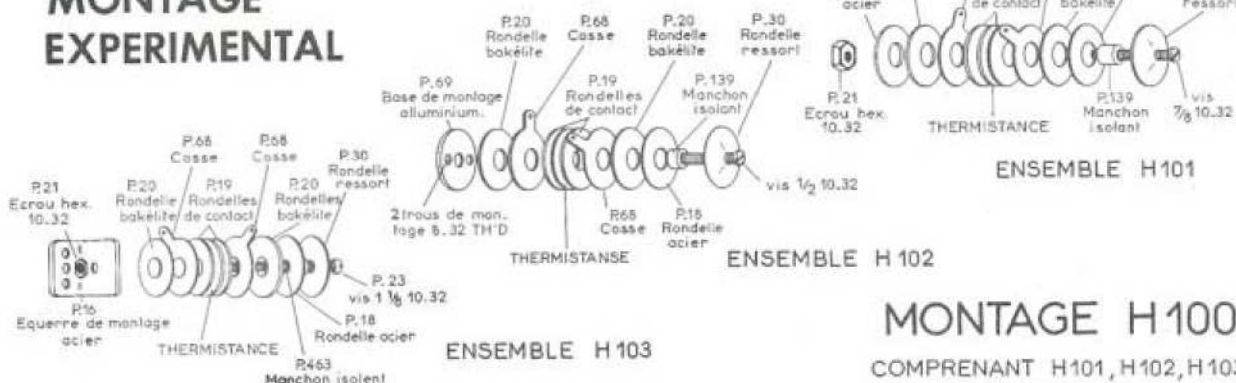 MONTAGE
EXPERIMENTAL
P.21
Ecrou hex.
10.32
P.20
Rondelle
bakélite
P.68
Cosse
P.19
Rondelles
de contact
P.68
Cosse
P.20
Rondelles
bakélite
P.30
Rondelle
ressort
P.16
Equerre de montage
acier
THERMISTANCE
P.463
Manchon isolent
P.18
Rondelle acier
P. 23
vis 1 1/8 10.32
ENSEMBLE H 103
P.69
Base de montage
alluminium.
P.20
Rondelle
bakélite
P.68
Cosse
P.19
Rondelles
de contact
P.20
Rondelle
bakélite
P.139
Manchon
isolant
P.30
Rondelle
ressort
2 trous de mon.
tage 8.32 TH'D
THERMISTANSE
P.68
Cosse
P.18
Rondelle
acier
vis 1/2 10.32
ENSEMBLE H 102
acier
de contact
bakélite
ressort
P.21
Ecrou hex.
10.32
THERMISTANCE
P.139
Manchon
isolant
vis
7/8 10.32
ENSEMBLE H101
MONTAGE H100
COMPRENANT H101, H102, H103